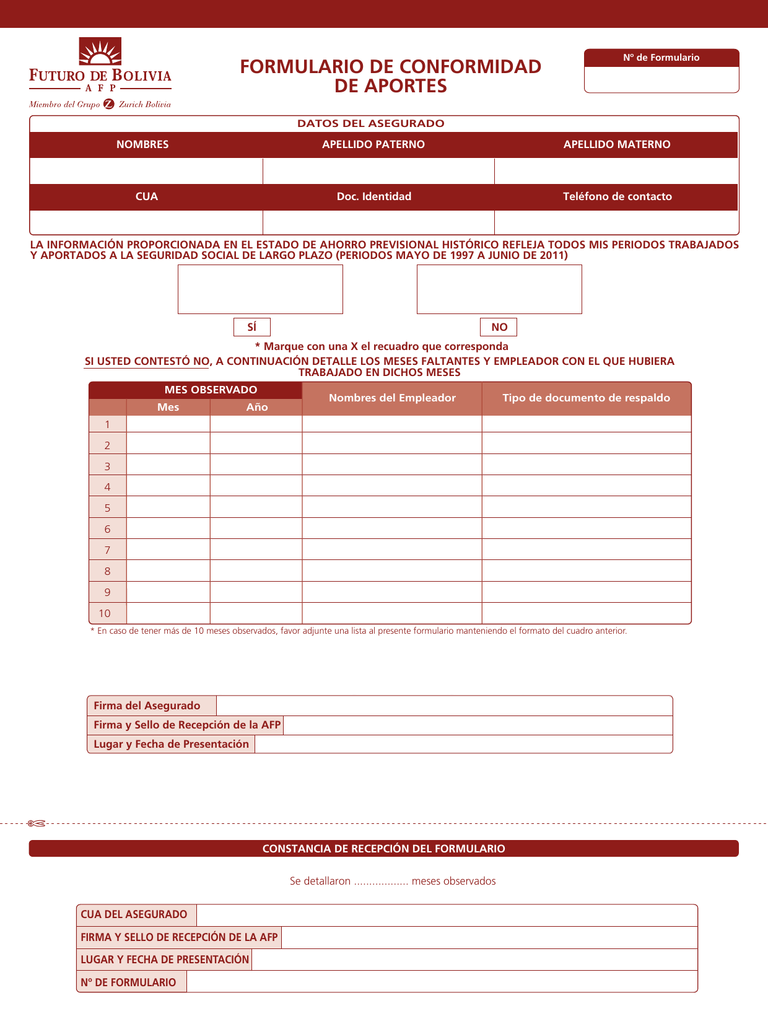 FUTURO DE BOLIVIA
A F P
Miembro del Grupo Z Zurich Bolivia
FORMULARIO DE CONFORMIDAD
DE APORTES
Nº de Formulario
DATOS DEL ASEGURADO
NOMBRES APELLIDO PATERNO APELLIDO MATERNO
CUA Doc. Identidad Teléfono de contacto
LA INFORMACIÓN PROPORCIONADA EN EL ESTADO DE AHORRO PREVISIONAL HISTÓRICO REFLEJA TODOS MIS PERIODOS TRABAJADOS
Y APORTADOS A LA SEGURIDAD SOCIAL DE LARGO PLAZO (PERIODOS MAYO DE 1997 A JUNIO DE 2011)
SÍ NO
* Marque con una X el recuadro que corresponda
SI USTED CONTESTÓ NO, A CONTINUACIÓN DETALLE LOS MESES FALTANTES Y EMPLEADOR CON EL QUE HUBIERA
TRABAJADO EN DICHOS MESES
MES OBSERVADO Nombres del Empleador Tipo de documento de respaldo
Mes Año
1
2
3
4
5
6
7
8
9
10
* En caso de tener más de 10 meses observados, favor adjunte una lista al presente formulario manteniendo el formato del cuadro anterior.
Firma del Asegurado
Firma y Sello de Recepción de la AFP
Lugar y Fecha de Presentación
CONSTANCIA DE RECEPCIÓN DEL FORMULARIO
Se detallaron .................. meses observados
CUA DEL ASEGURADO
FIRMA Y SELLO DE RECEPCIÓN DE LA AFP
LUGAR Y FECHA DE PRESENTACIÓN
Nº DE FORMULARIO